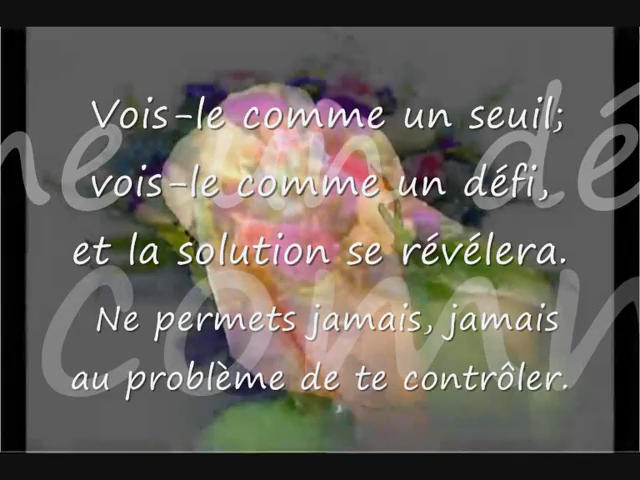 Vois-le comme un seuil;
vois-le comme un défi,
et la solution se révélera.
Ne permets jamais, jamais
au problème de te contrôler.